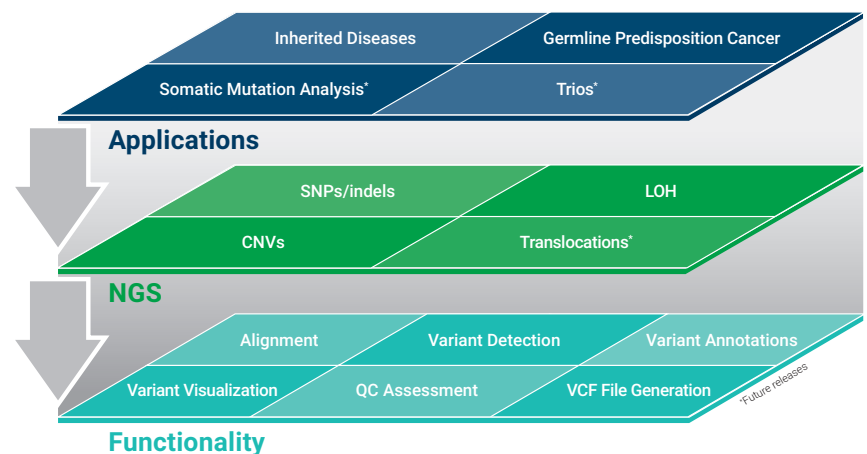 Inherited Diseases
Germline Predisposition Cancer
Somatic Mutation Analysis*
Trios*
Applications
SNPs/indels
LOH
CNVs
Translocations*
NGS
Alignment
Variant Detection
Variant Annotations
Variant Visualization
QC Assessment
VCF File Generation
*Future releases
Functionality